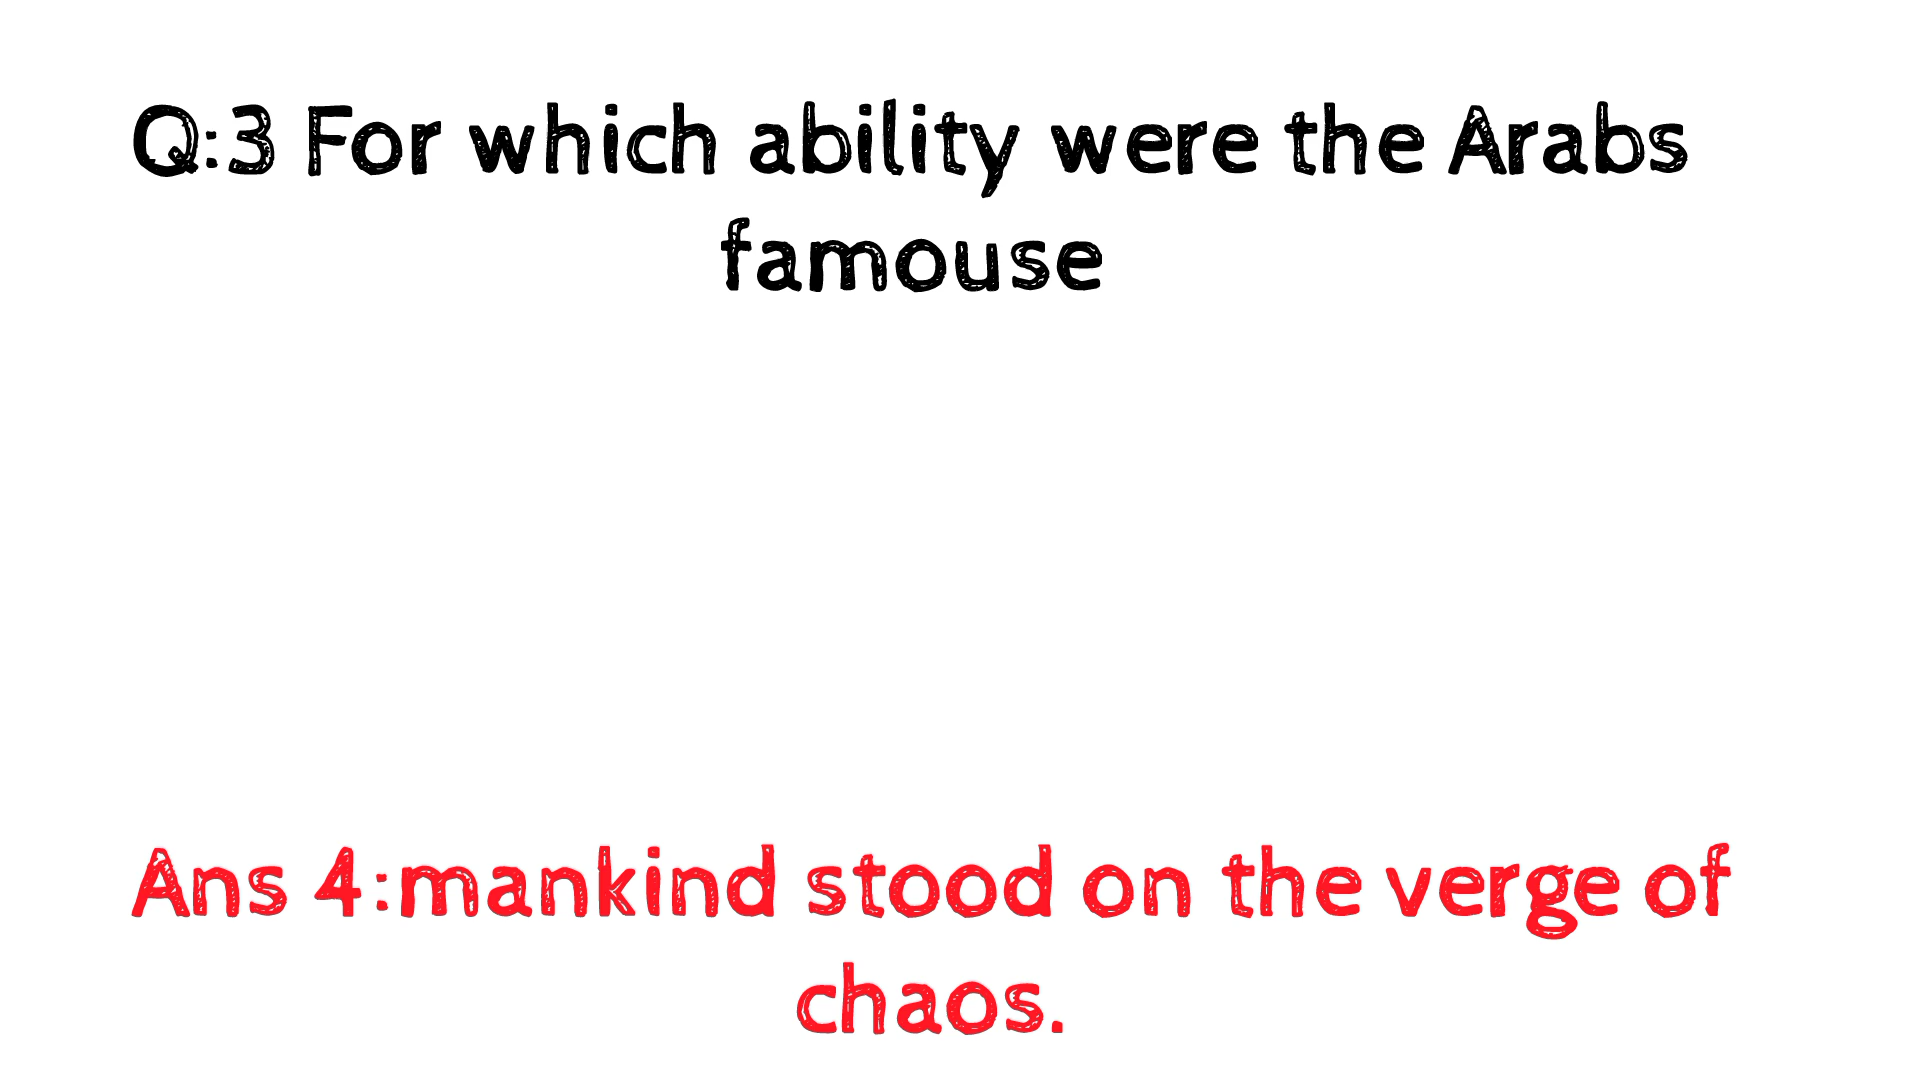 Q:3 For which ability were the Arabs
famouse
Ans 4:mankind stood on the verge of
chaos.